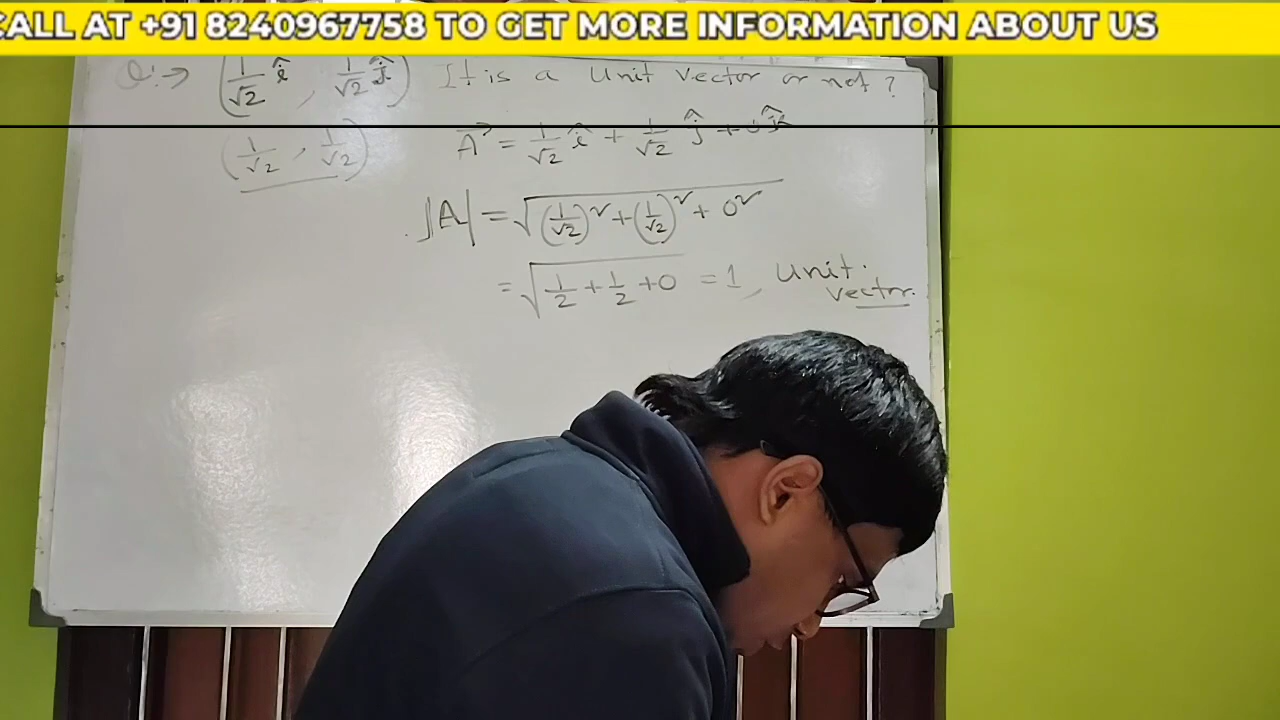 CALL AT +91 8240967758 TO GET MORE INFORMATION ABOUT US
Q.→ (1/√2 î, 1/√2 ĵ) It is a unit vector or not?
(1/√2, 1/√2)
A⃗ = 1/√2 î + 1/√2 ĵ + 0k̂
|A| = √((1/√2)² + (1/√2)² + 0²)
= √(1/2 + 1/2 + 0) = 1, Unit
vector.